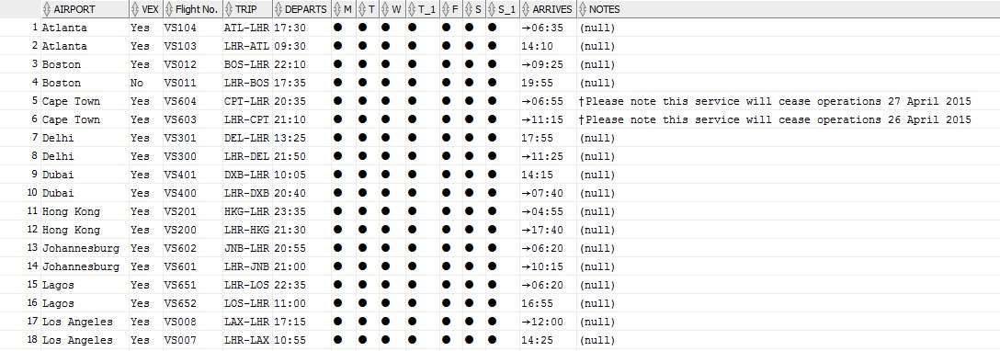 AIRPORT VEX Flight No. TRIP DEPARTS M T W T_1 F S S_1 ARRIVES NOTES
1 Atlanta Yes VS104 ATL-LHR 17:30 ● ● ● ● ● ● ● →06:35 (null)
2 Atlanta Yes VS103 LHR-ATL 09:30 ● ● ● ● ● ● ● 14:10 (null)
3 Boston Yes VS012 BOS-LHR 22:10 ● ● ● ● ● ● ● →09:25 (null)
4 Boston No VS011 LHR-BOS 17:35 ● ● ● ● ● ● ● 19:55 (null)
5 Cape Town Yes VS604 CPT-LHR 20:35 ● ● ● ● ● ● ● →06:55 †Please note this service will cease operations 27 April 2015
6 Cape Town Yes VS603 LHR-CPT 21:10 ● ● ● ● ● ● ● →11:15 †Please note this service will cease operations 26 April 2015
7 Delhi Yes VS301 DEL-LHR 13:25 ● ● ● ● ● ● ● 17:55 (null)
8 Delhi Yes VS300 LHR-DEL 21:50 ● ● ● ● ● ● ● →11:25 (null)
9 Dubai Yes VS401 DXB-LHR 10:05 ● ● ● ● ● ● ● 14:15 (null)
10 Dubai Yes VS400 LHR-DXB 20:40 ● ● ● ● ● ● ● →07:40 (null)
11 Hong Kong Yes VS201 HKG-LHR 23:35 ● ● ● ● ● ● ● →04:55 (null)
12 Hong Kong Yes VS200 LHR-HKG 21:30 ● ● ● ● ● ● ● →17:40 (null)
13 Johannesburg Yes VS602 JNB-LHR 20:55 ● ● ● ● ● ● ● →06:20 (null)
14 Johannesburg Yes VS601 LHR-JNB 21:00 ● ● ● ● ● ● ● →10:15 (null)
15 Lagos Yes VS651 LHR-LOS 22:35 ● ● ● ● ● ● ● →06:20 (null)
16 Lagos Yes VS652 LOS-LHR 11:00 ● ● ● ● ● ● ● 16:55 (null)
17 Los Angeles Yes VS008 LAX-LHR 17:15 ● ● ● ● ● ● ● →12:00 (null)
18 Los Angeles Yes VS007 LHR-LAX 10:55 ● ● ● ● ● ● ● 14:25 (null)